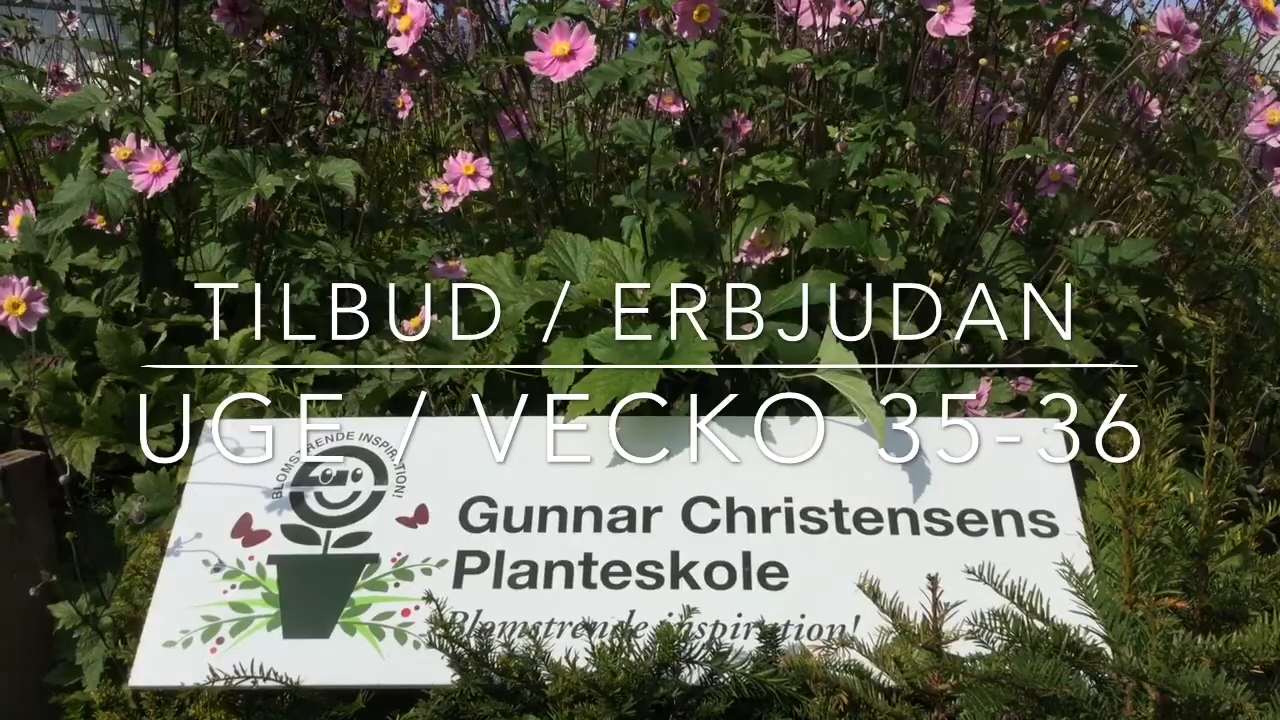 TILBUD / ERBJUDAN
UGE / VECKO 35-36
BLOMSTRENDE INSPIRATION!
Gunnar Christensens
Planteskole
Blomstrende inspiration!